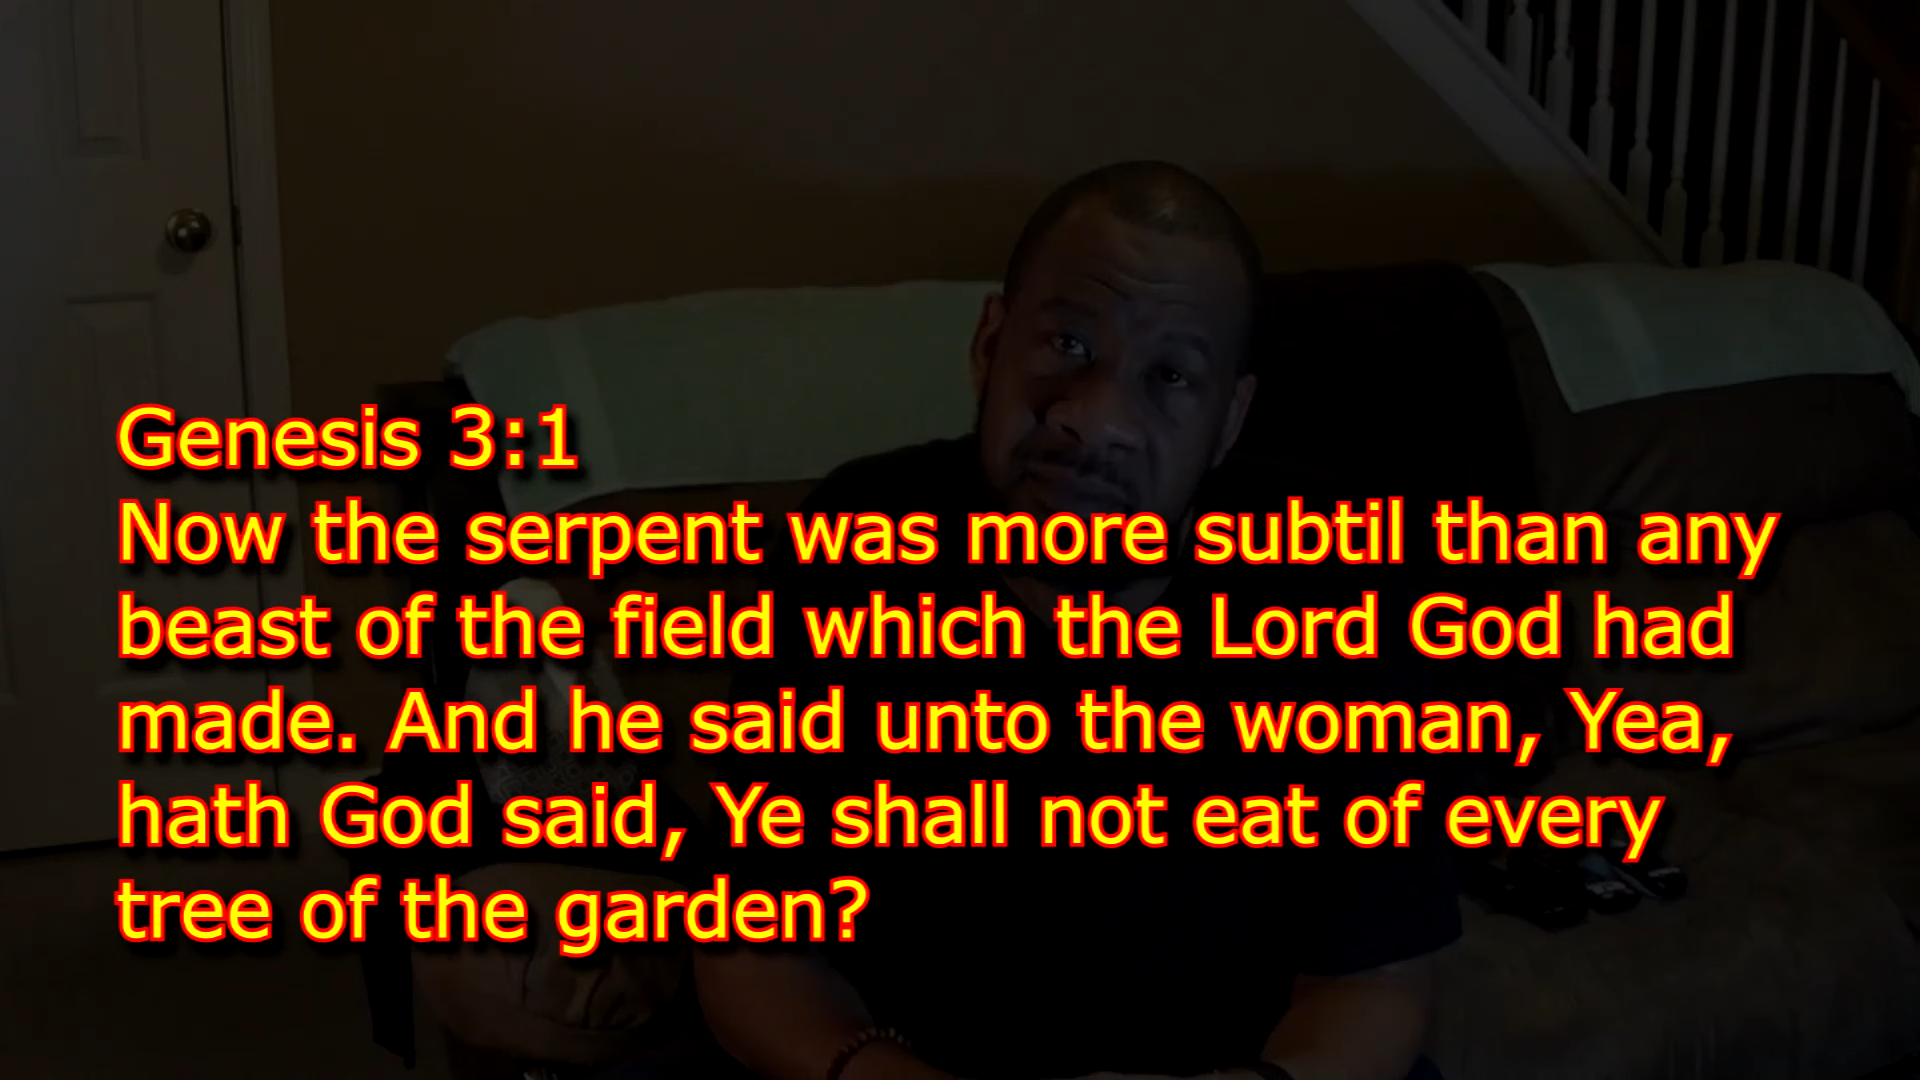 Genesis 3:1
Now the serpent was more subtil than any
beast of the field which the Lord God had
made. And he said unto the woman, Yea,
hath God said, Ye shall not eat of every
tree of the garden?